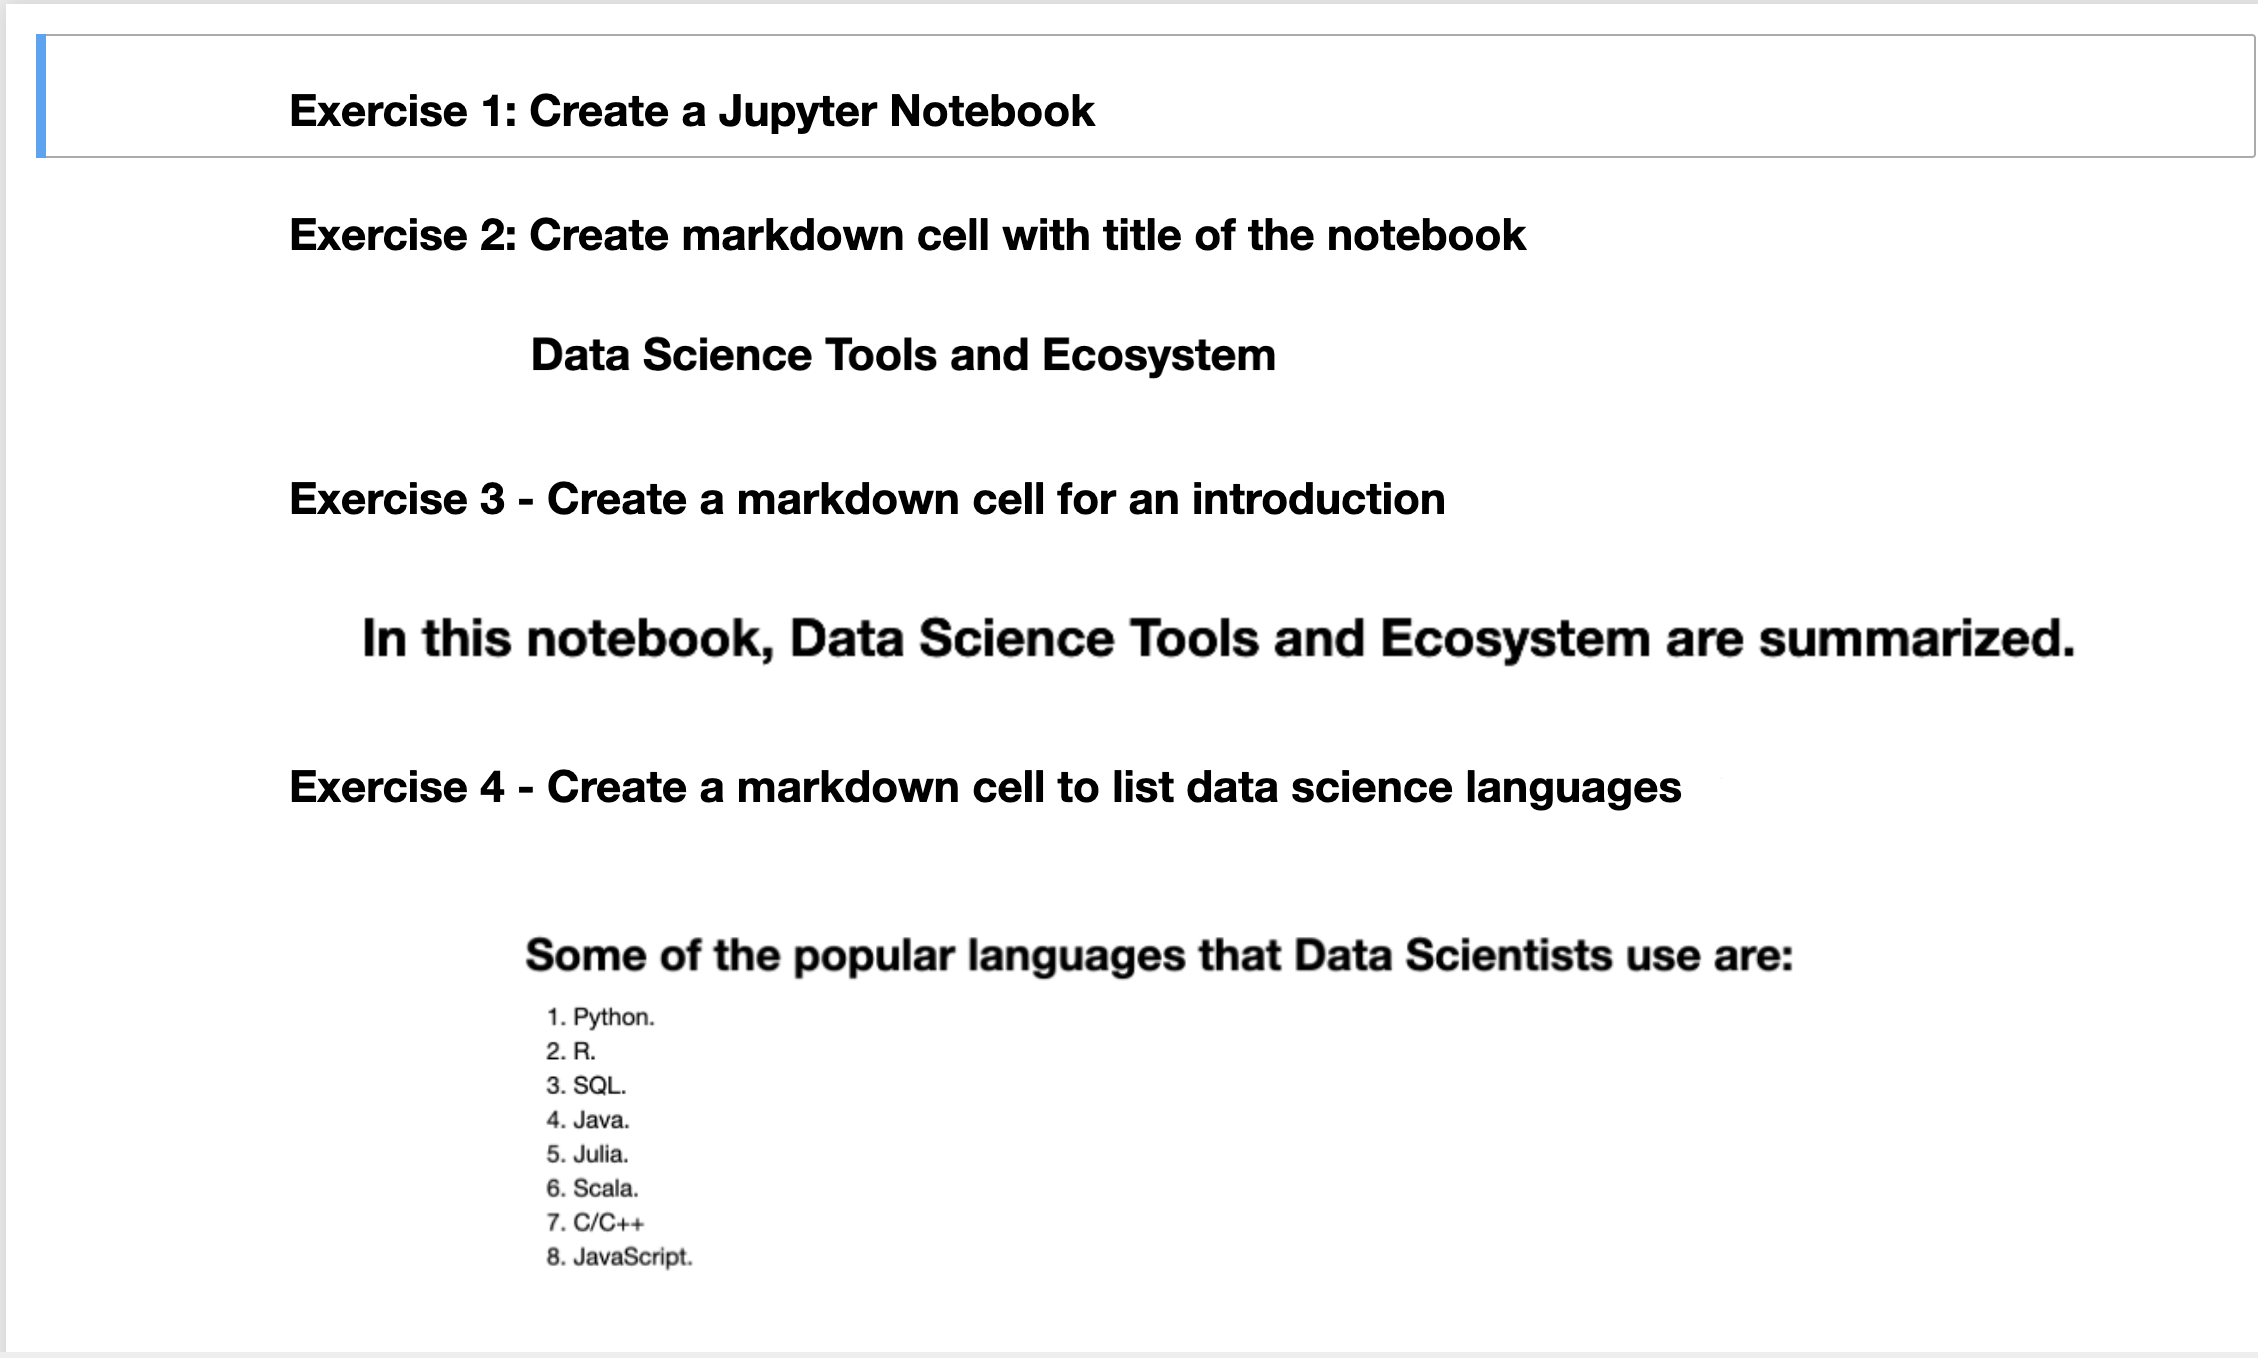 Exercise 1: Create a Jupyter Notebook
Exercise 2: Create markdown cell with title of the notebook
Data Science Tools and Ecosystem
Exercise 3 - Create a markdown cell for an introduction
In this notebook, Data Science Tools and Ecosystem are summarized.
Exercise 4 - Create a markdown cell to list data science languages
Some of the popular languages that Data Scientists use are:
1. Python.
2. R.
3. SQL.
4. Java.
5. Julia.
6. Scala.
7. C/C++
8. JavaScript.